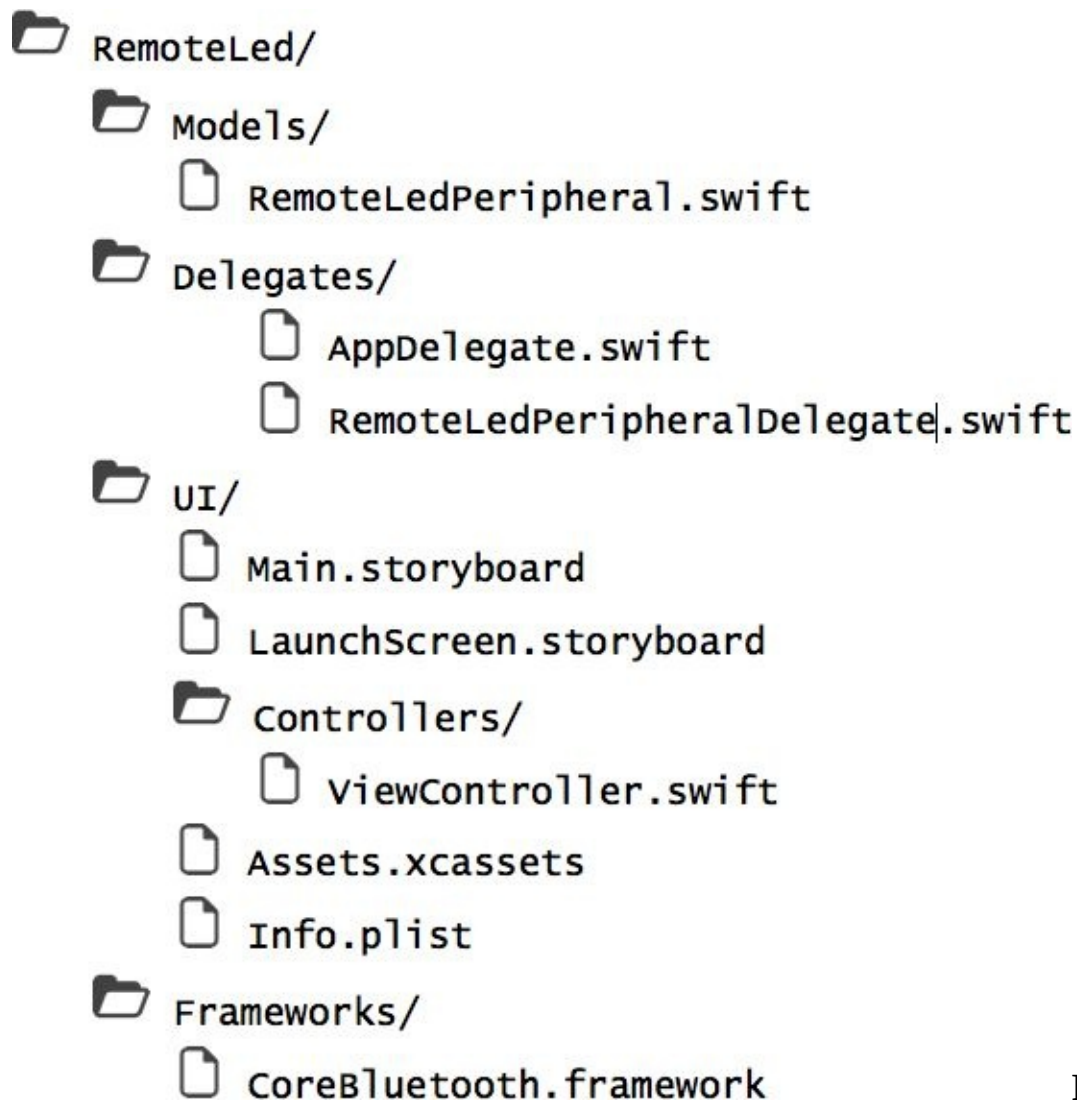 RemoteLed/
Models/
RemoteLedPeripheral.swift
Delegates/
AppDelegate.swift
RemoteLedPeripheralDelegate.swift
UI/
Main.storyboard
LaunchScreen.storyboard
Controllers/
ViewController.swift
Assets.xcassets
Info.plist
Frameworks/
CoreBluetooth.framework